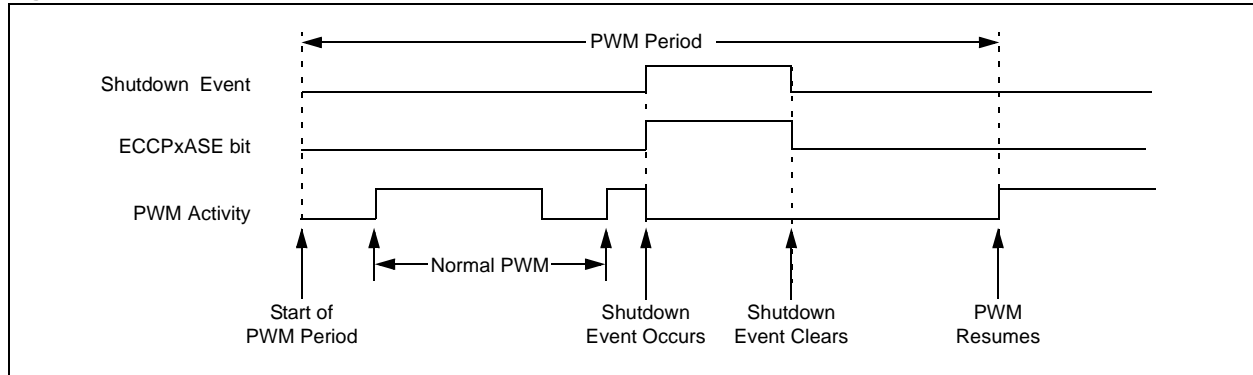 PWM Period
Shutdown Event
ECCPxASE bit
PWM Activity
Normal PWM
Start of
PWM Period
Shutdown
Event Occurs
Shutdown
Event Clears
PWM
Resumes